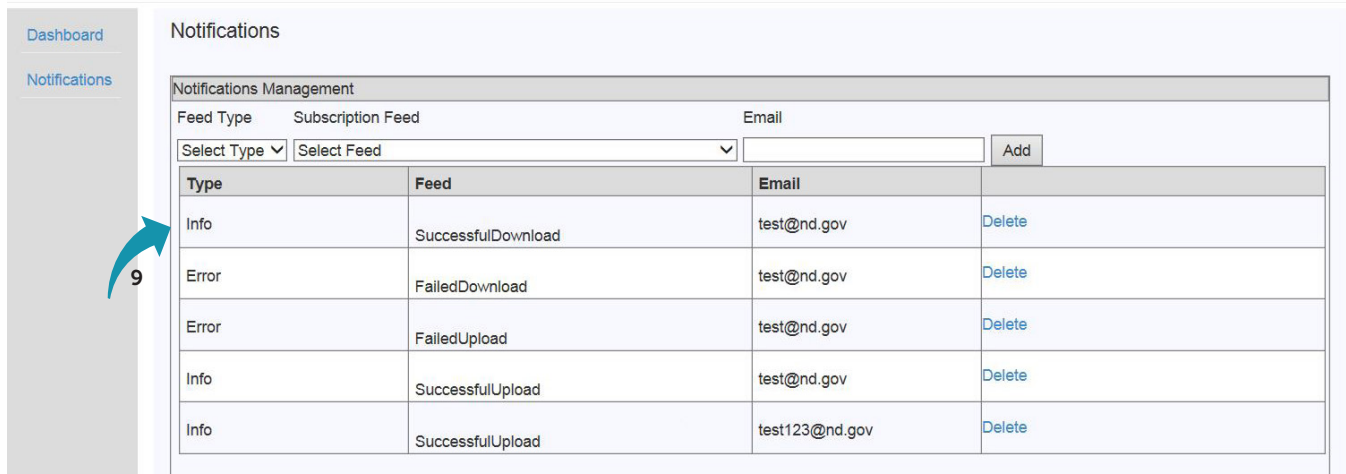 Dashboard
Notifications
Notifications
Notifications Management
Feed Type Subscription Feed Email
Select Type Select Feed Add
Type Feed Email
Info SuccessfulDownload test@nd.gov Delete
9
Error FailedDownload test@nd.gov Delete
Error FailedUpload test@nd.gov Delete
Info SuccessfulUpload test@nd.gov Delete
Info SuccessfulUpload test123@nd.gov Delete